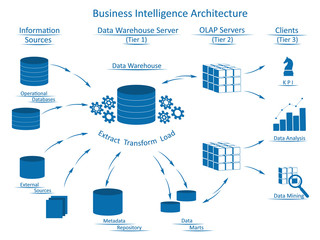 Business Intelligence Architecture
Information
Sources
Data Warehouse Server
(Tier 1)
OLAP Servers
(Tier 2)
Clients
(Tier 3)
Data Warehouse
Operational
Databases
K P I
Extract Transform Load
Data Analysis
External
Sources
Data Mining
Metadata
Repository
Data
Marts